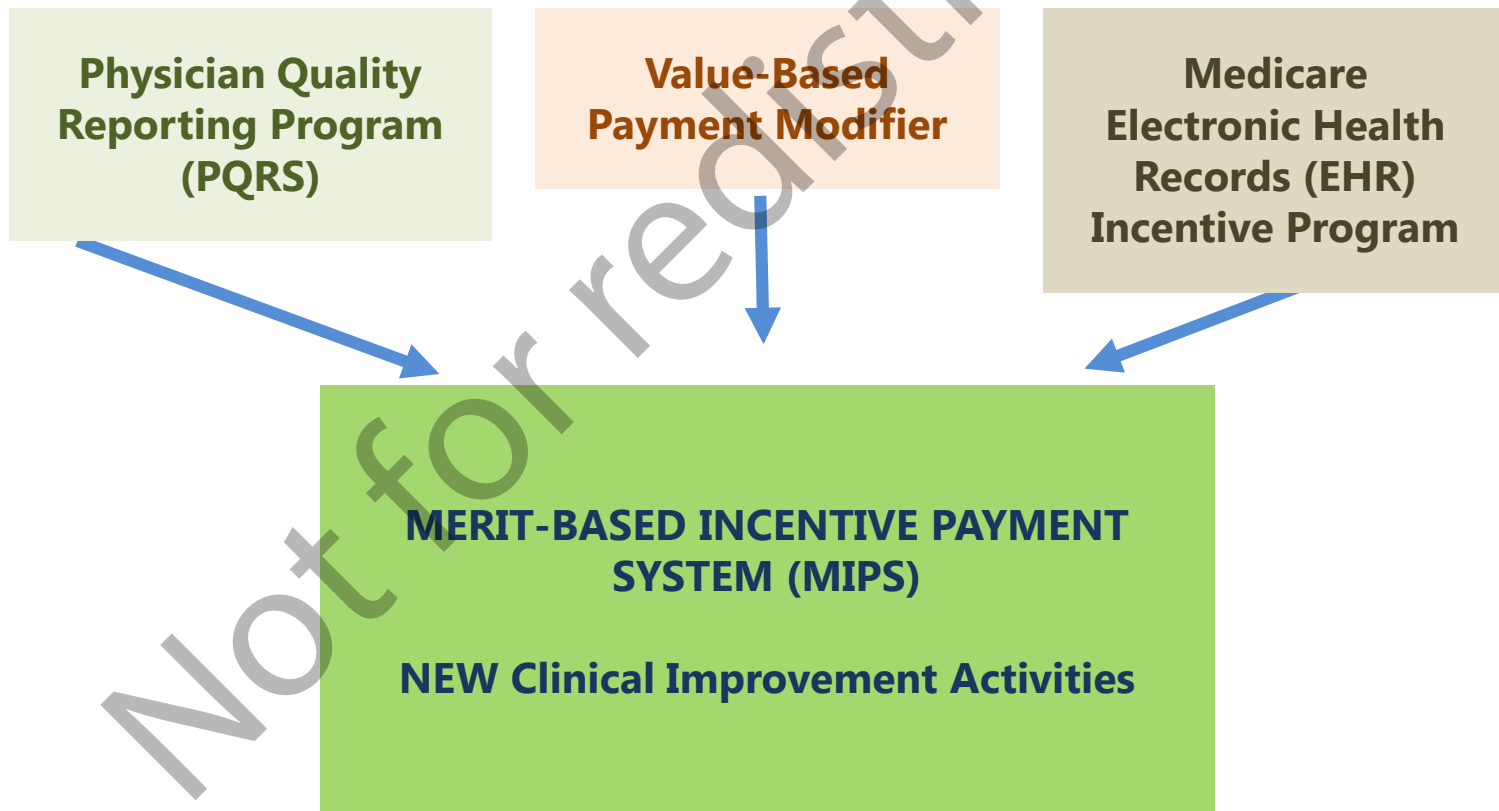 Physician Quality
Reporting Program
(PQRS)
Value-Based
Payment Modifier
Medicare
Electronic Health
Records (EHR)
Incentive Program
MERIT-BASED INCENTIVE PAYMENT
SYSTEM (MIPS)
NEW Clinical Improvement Activities
Not for redist